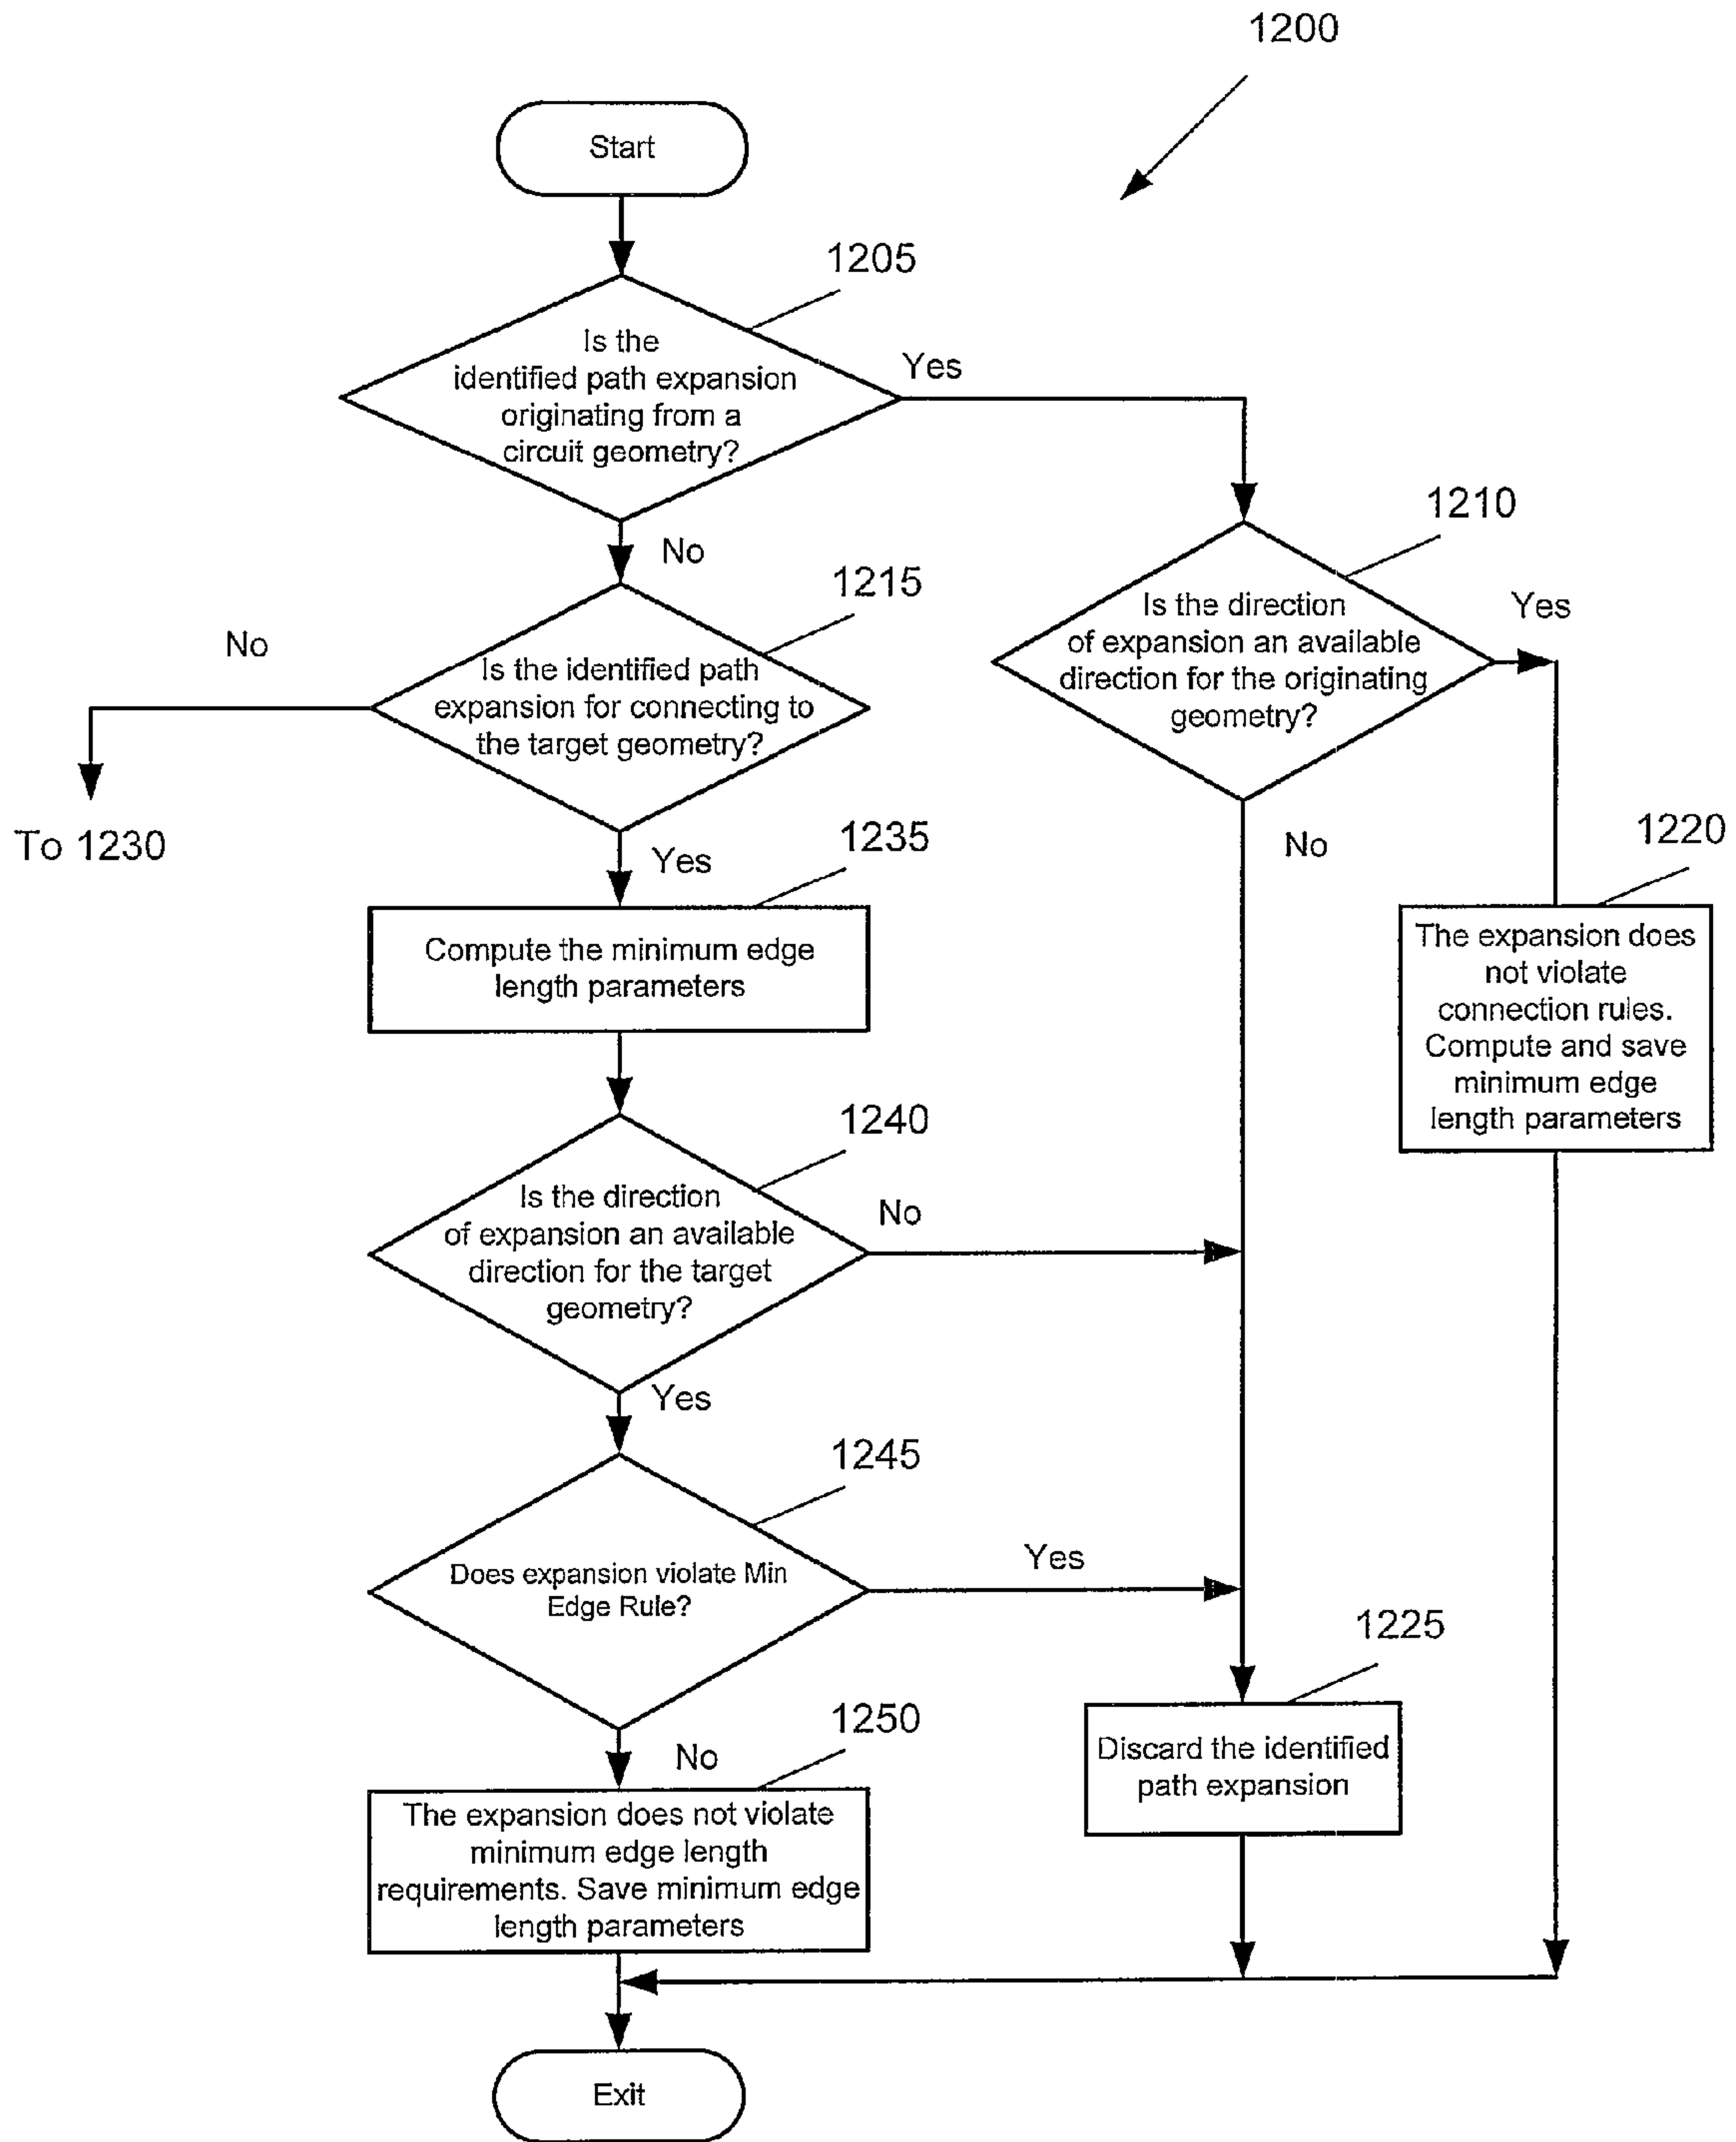 1200
Start
1205
Is the
identified path expansion
originating from a
circuit geometry?
Yes
No
1210
Is the direction
of expansion an available
direction for the originating
geometry?
Yes
No
1215
Is the identified path
expansion for connecting to
the target geometry?
No
To 1230
Yes
1220
The expansion does
not violate
connection rules.
Compute and save
minimum edge
length parameters
1235
Compute the minimum edge
length parameters
1240
Is the direction
of expansion an available
direction for the target
geometry?
No
Yes
1245
Does expansion violate Min
Edge Rule?
Yes
No
1225
Discard the identified
path expansion
1250
The expansion does not violate
minimum edge length
requirements. Save minimum edge
length parameters
Exit